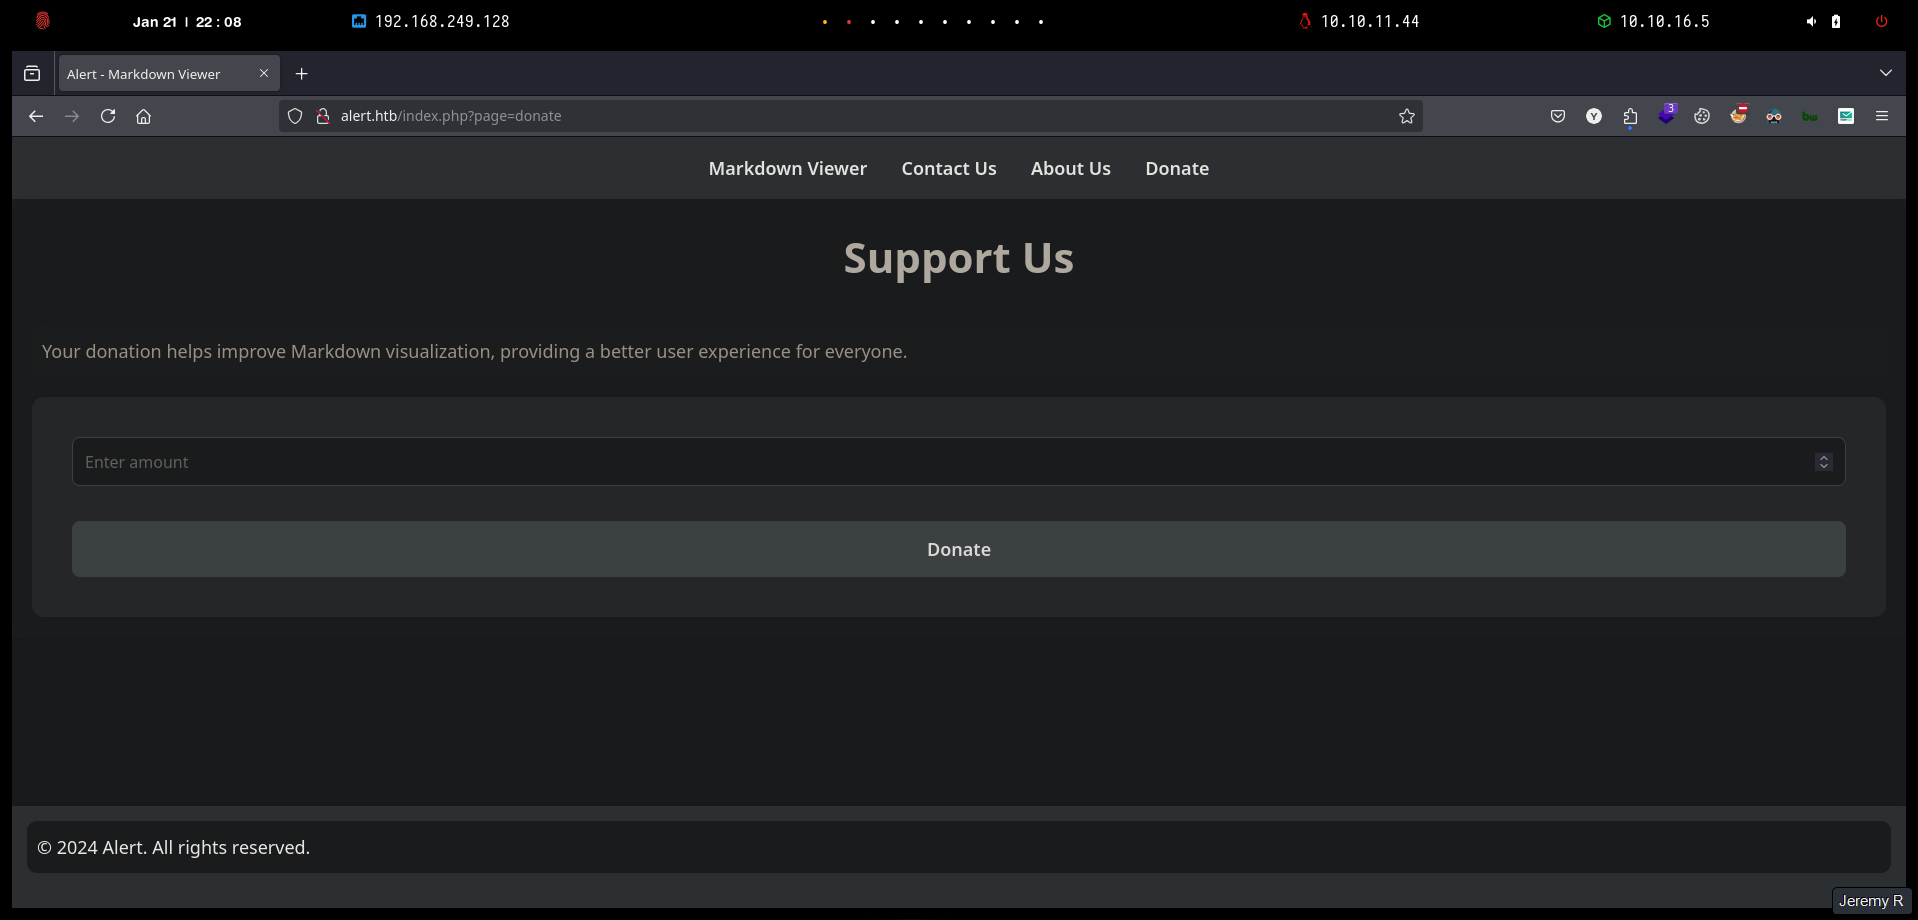 Jan 21 | 22 : 08
192.168.249.128
10.10.11.44
10.10.16.5
Alert - Markdown Viewer
alert.htb/index.php?page=donate
Y
3
bw
Markdown Viewer
Contact Us
About Us
Donate
Support Us
Your donation helps improve Markdown visualization, providing a better user experience for everyone.
Enter amount
Donate
© 2024 Alert. All rights reserved.
Jeremy R